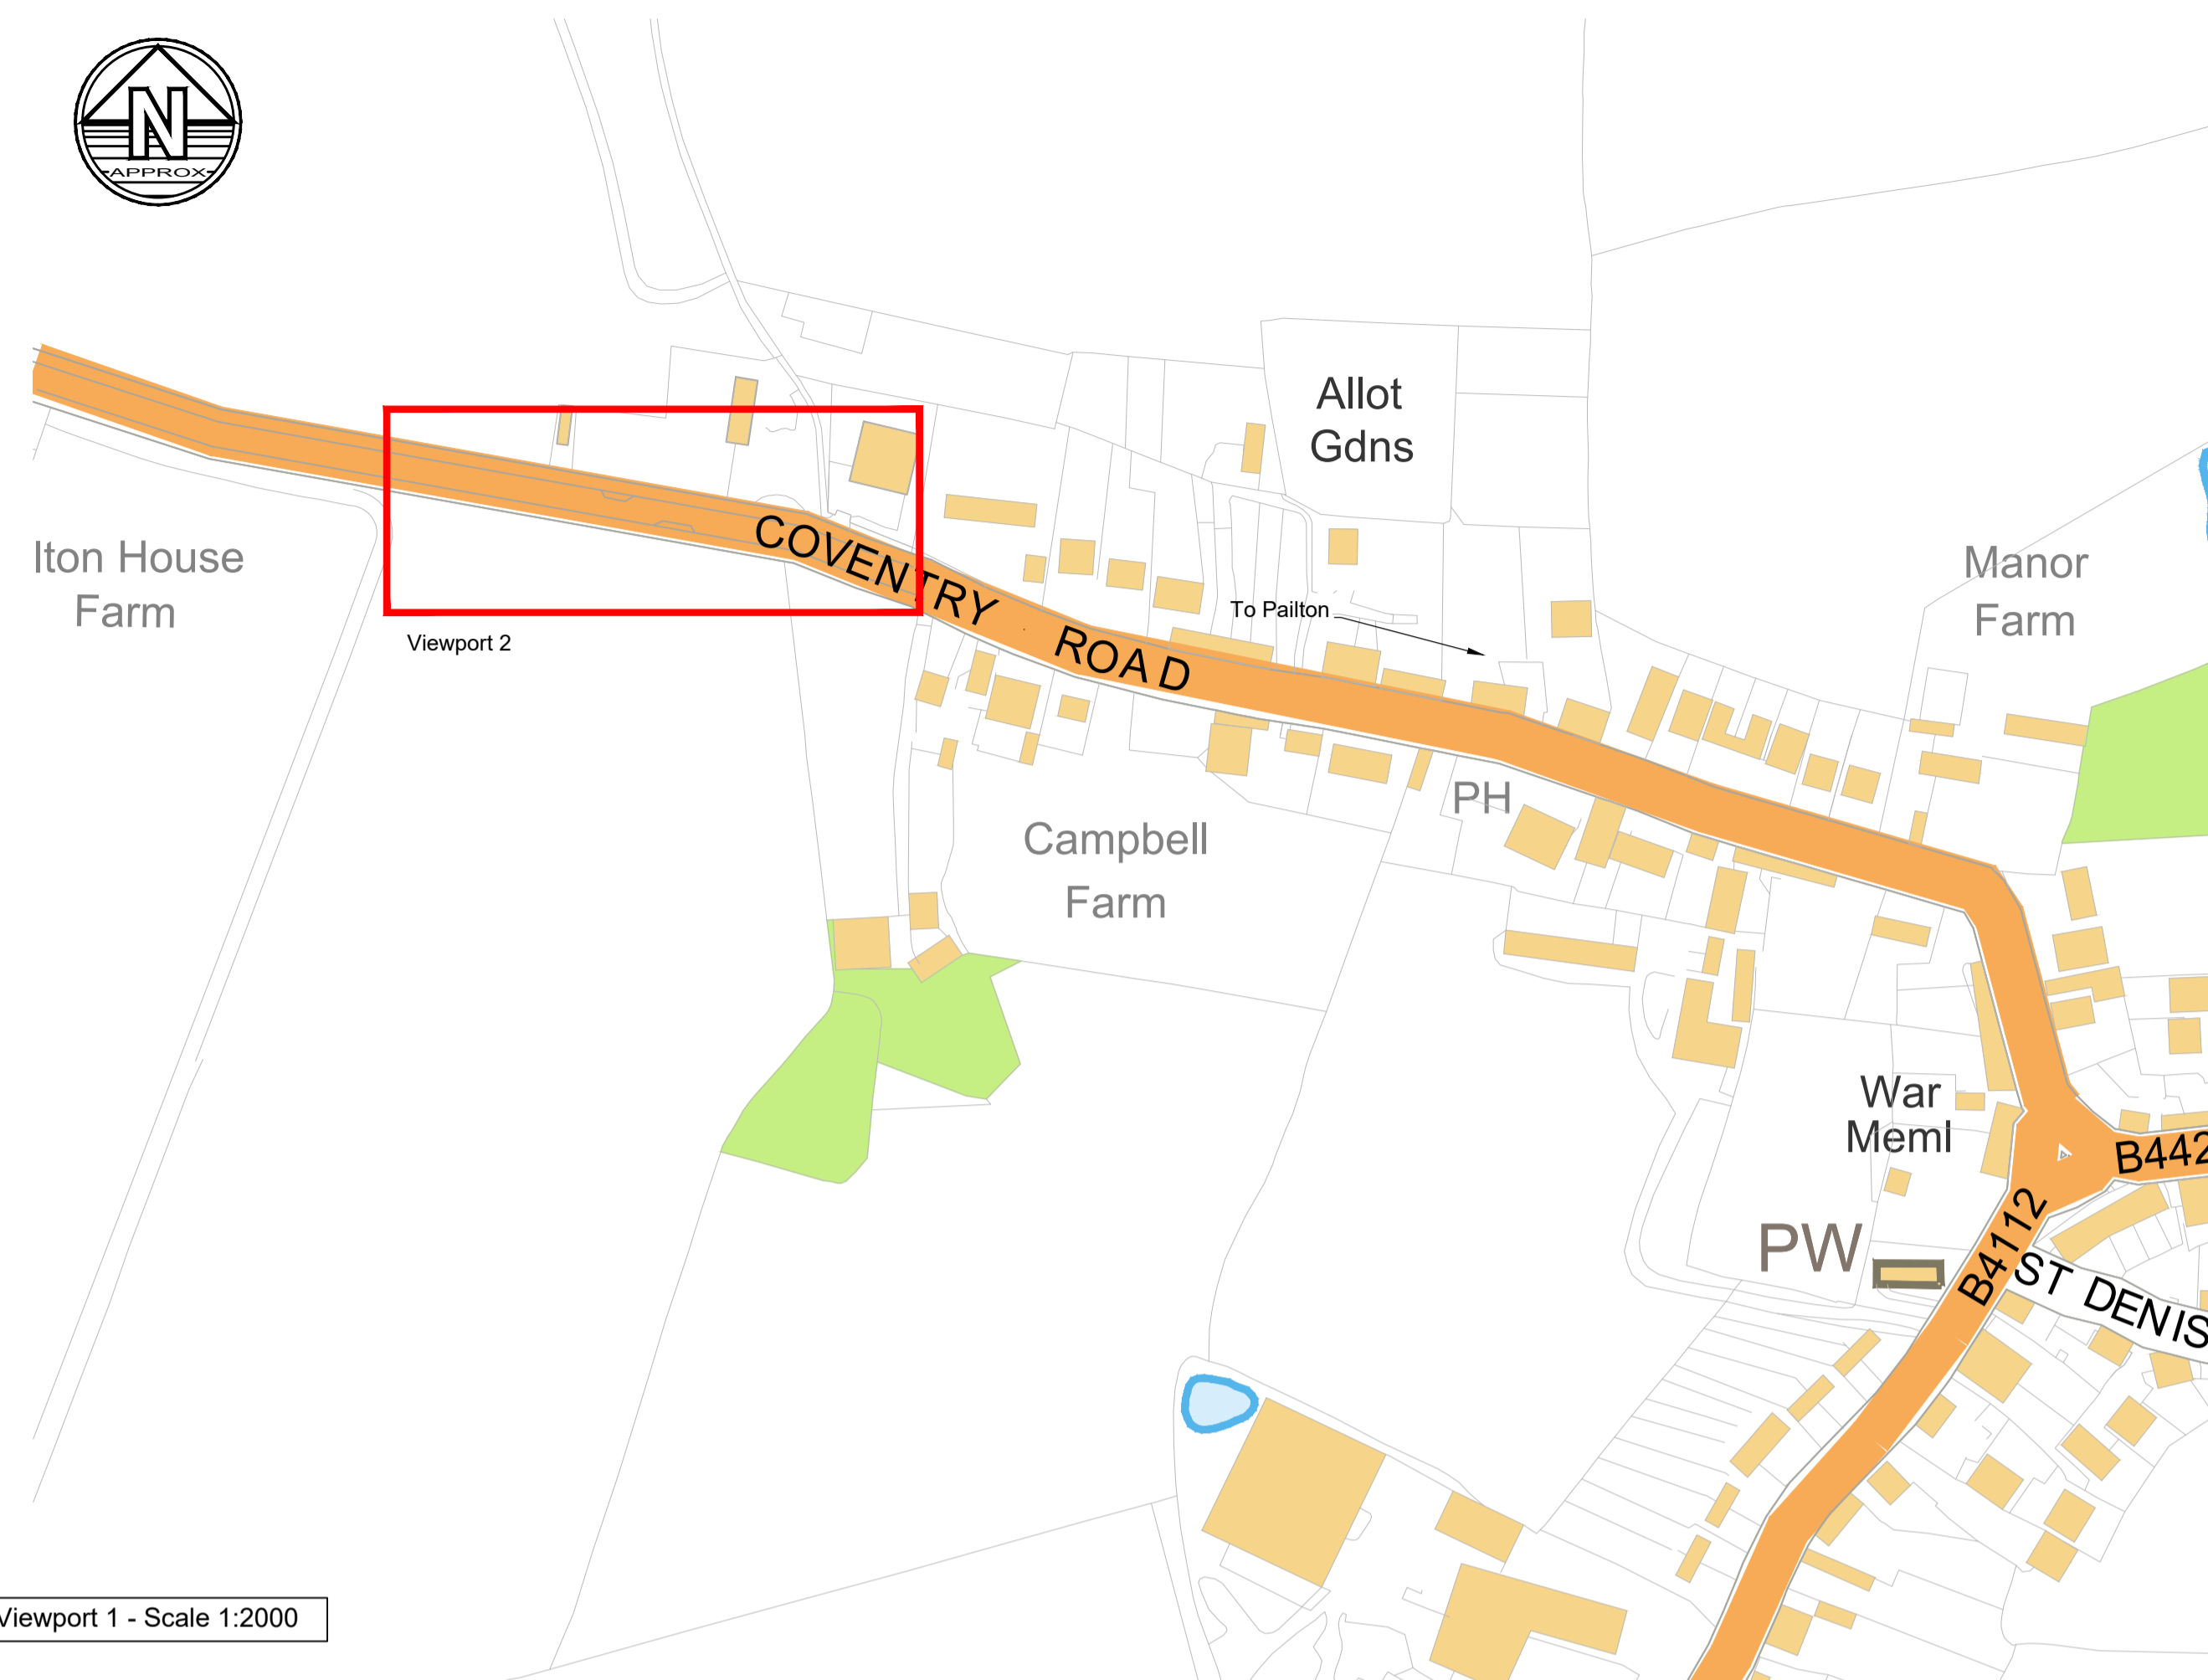 N
APPROX
Allot
Gdns
Iton House
Farm
Manor
Farm
COVENTRY ROAD
To Pailton
Viewport 2
PH
Campbell
Farm
War
Meml
B442
B4112
PW
ST DENIS
Viewport 1 - Scale 1:2000